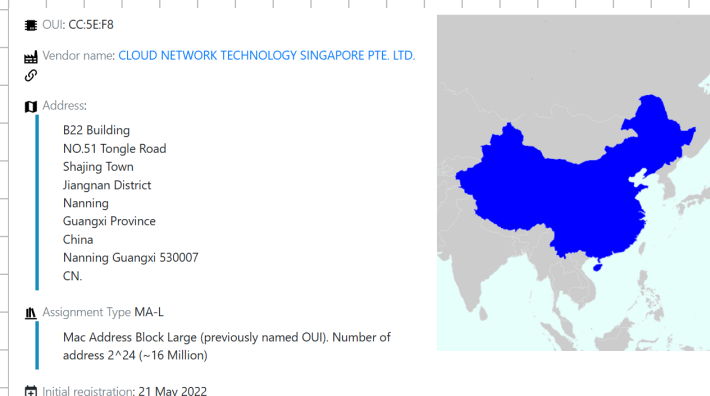 OUI: CC:5E:F8
Vendor name: CLOUD NETWORK TECHNOLOGY SINGAPORE PTE. LTD.
Address:
B22 Building
NO.51 Tongle Road
Shajing Town
Jiangnan District
Nanning
Guangxi Province
China
Nanning Guangxi 530007
CN.
Assignment Type MA-L
Mac Address Block Large (previously named OUI). Number of
address 2^24 (~16 Million)
Initial registration: 21 May 2022